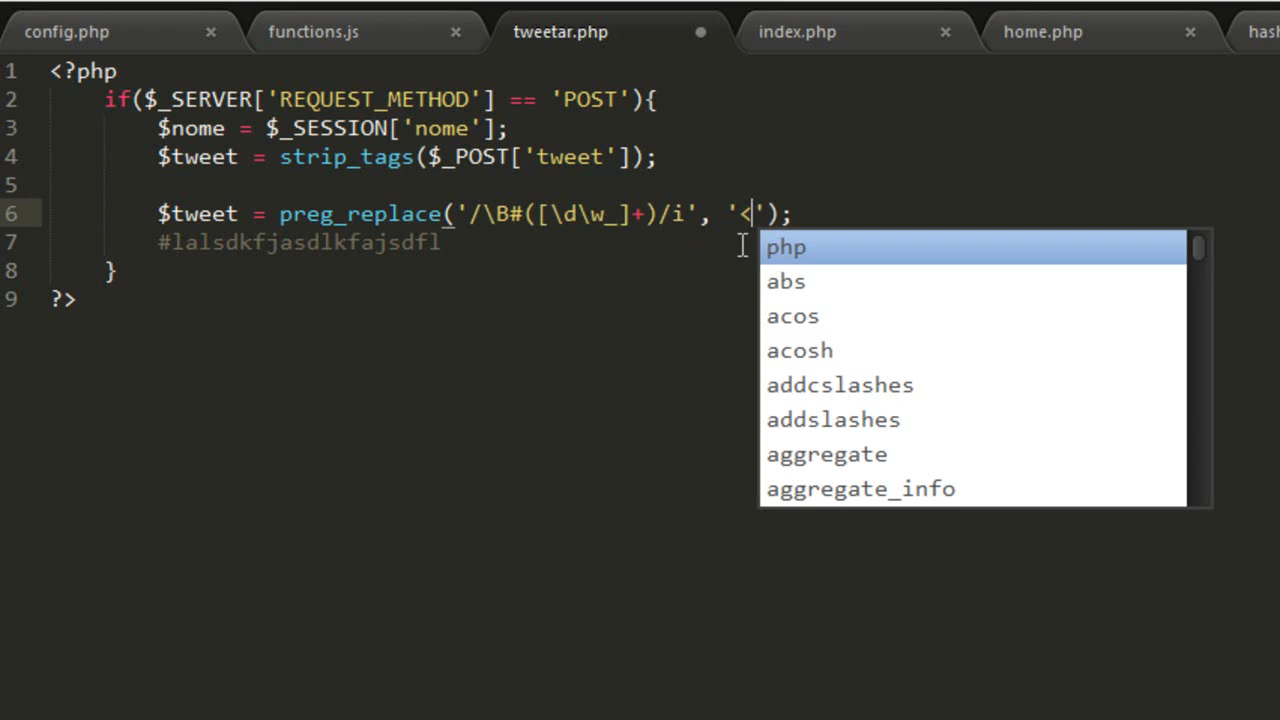 config.php × functions.js × tweetar.php index.php × home.php × has
1 <?php
2 if($_SERVER['REQUEST_METHOD'] == 'POST'){
3 $nome = $_SESSION['nome'];
4 $tweet = strip_tags($_POST['tweet']);
5
6 $tweet = preg_replace('/\B#([\d\w_]+)/i', '<');
7 #lalsdkfjasdlkfajsdfl
8 }
9 ?>
php
abs
acos
acosh
addcslashes
addslashes
aggregate
aggregate_info